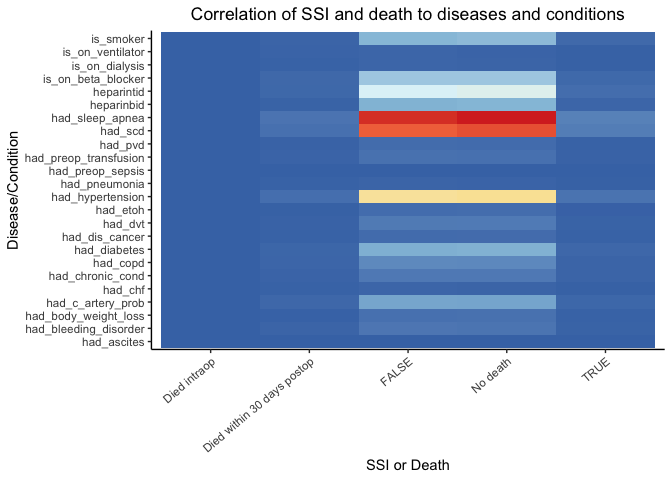 Correlation of SSI and death to diseases and conditions
Disease/Condition
is_smoker
is_on_ventilator
is_on_dialysis
is_on_beta_blocker
heparintid
heparinbid
had_sleep_apnea
had_scd
had_pvd
had_preop_transfusion
had_preop_sepsis
had_pneumonia
had_hypertension
had_etoh
had_dvt
had_dis_cancer
had_diabetes
had_copd
had_chronic_cond
had_chf
had_c_artery_prob
had_body_weight_loss
had_bleeding_disorder
had_ascites
Died intraop
Died within 30 days postop
FALSE
No death
TRUE
SSI or Death